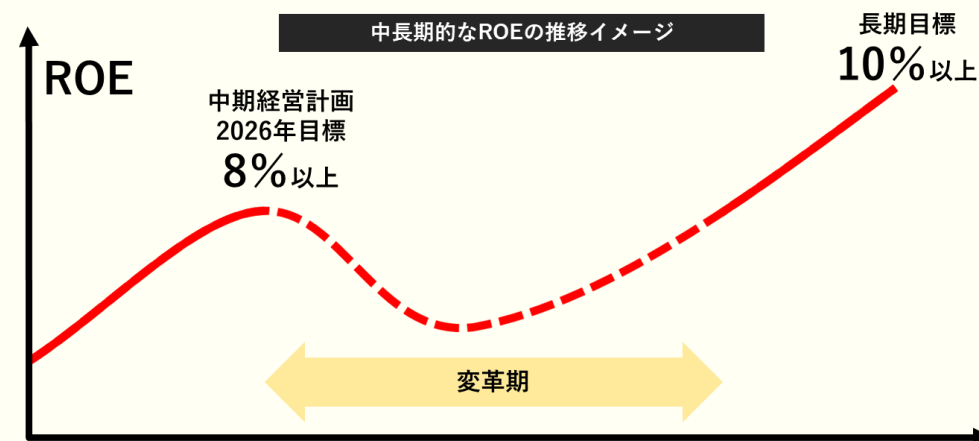 中長期的なROEの推移イメージ
ROE
中期経営計画
2026年目標
8%以上
長期目標
10%以上
変革期